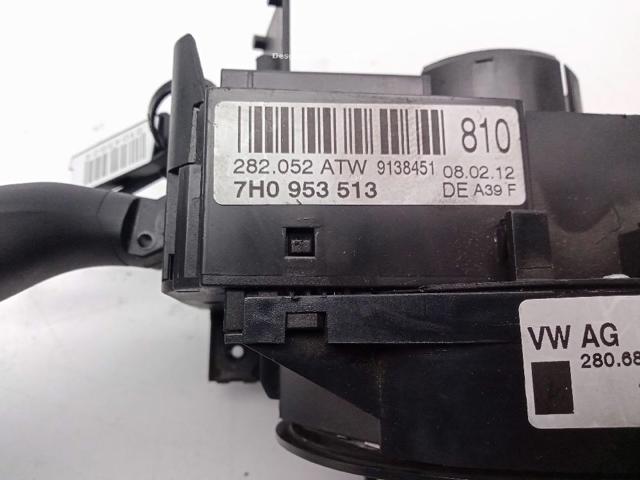 810
282.052 ATW 9138451 08.02.12
7H0 953 513 DE A39 F
VW AG
280.68